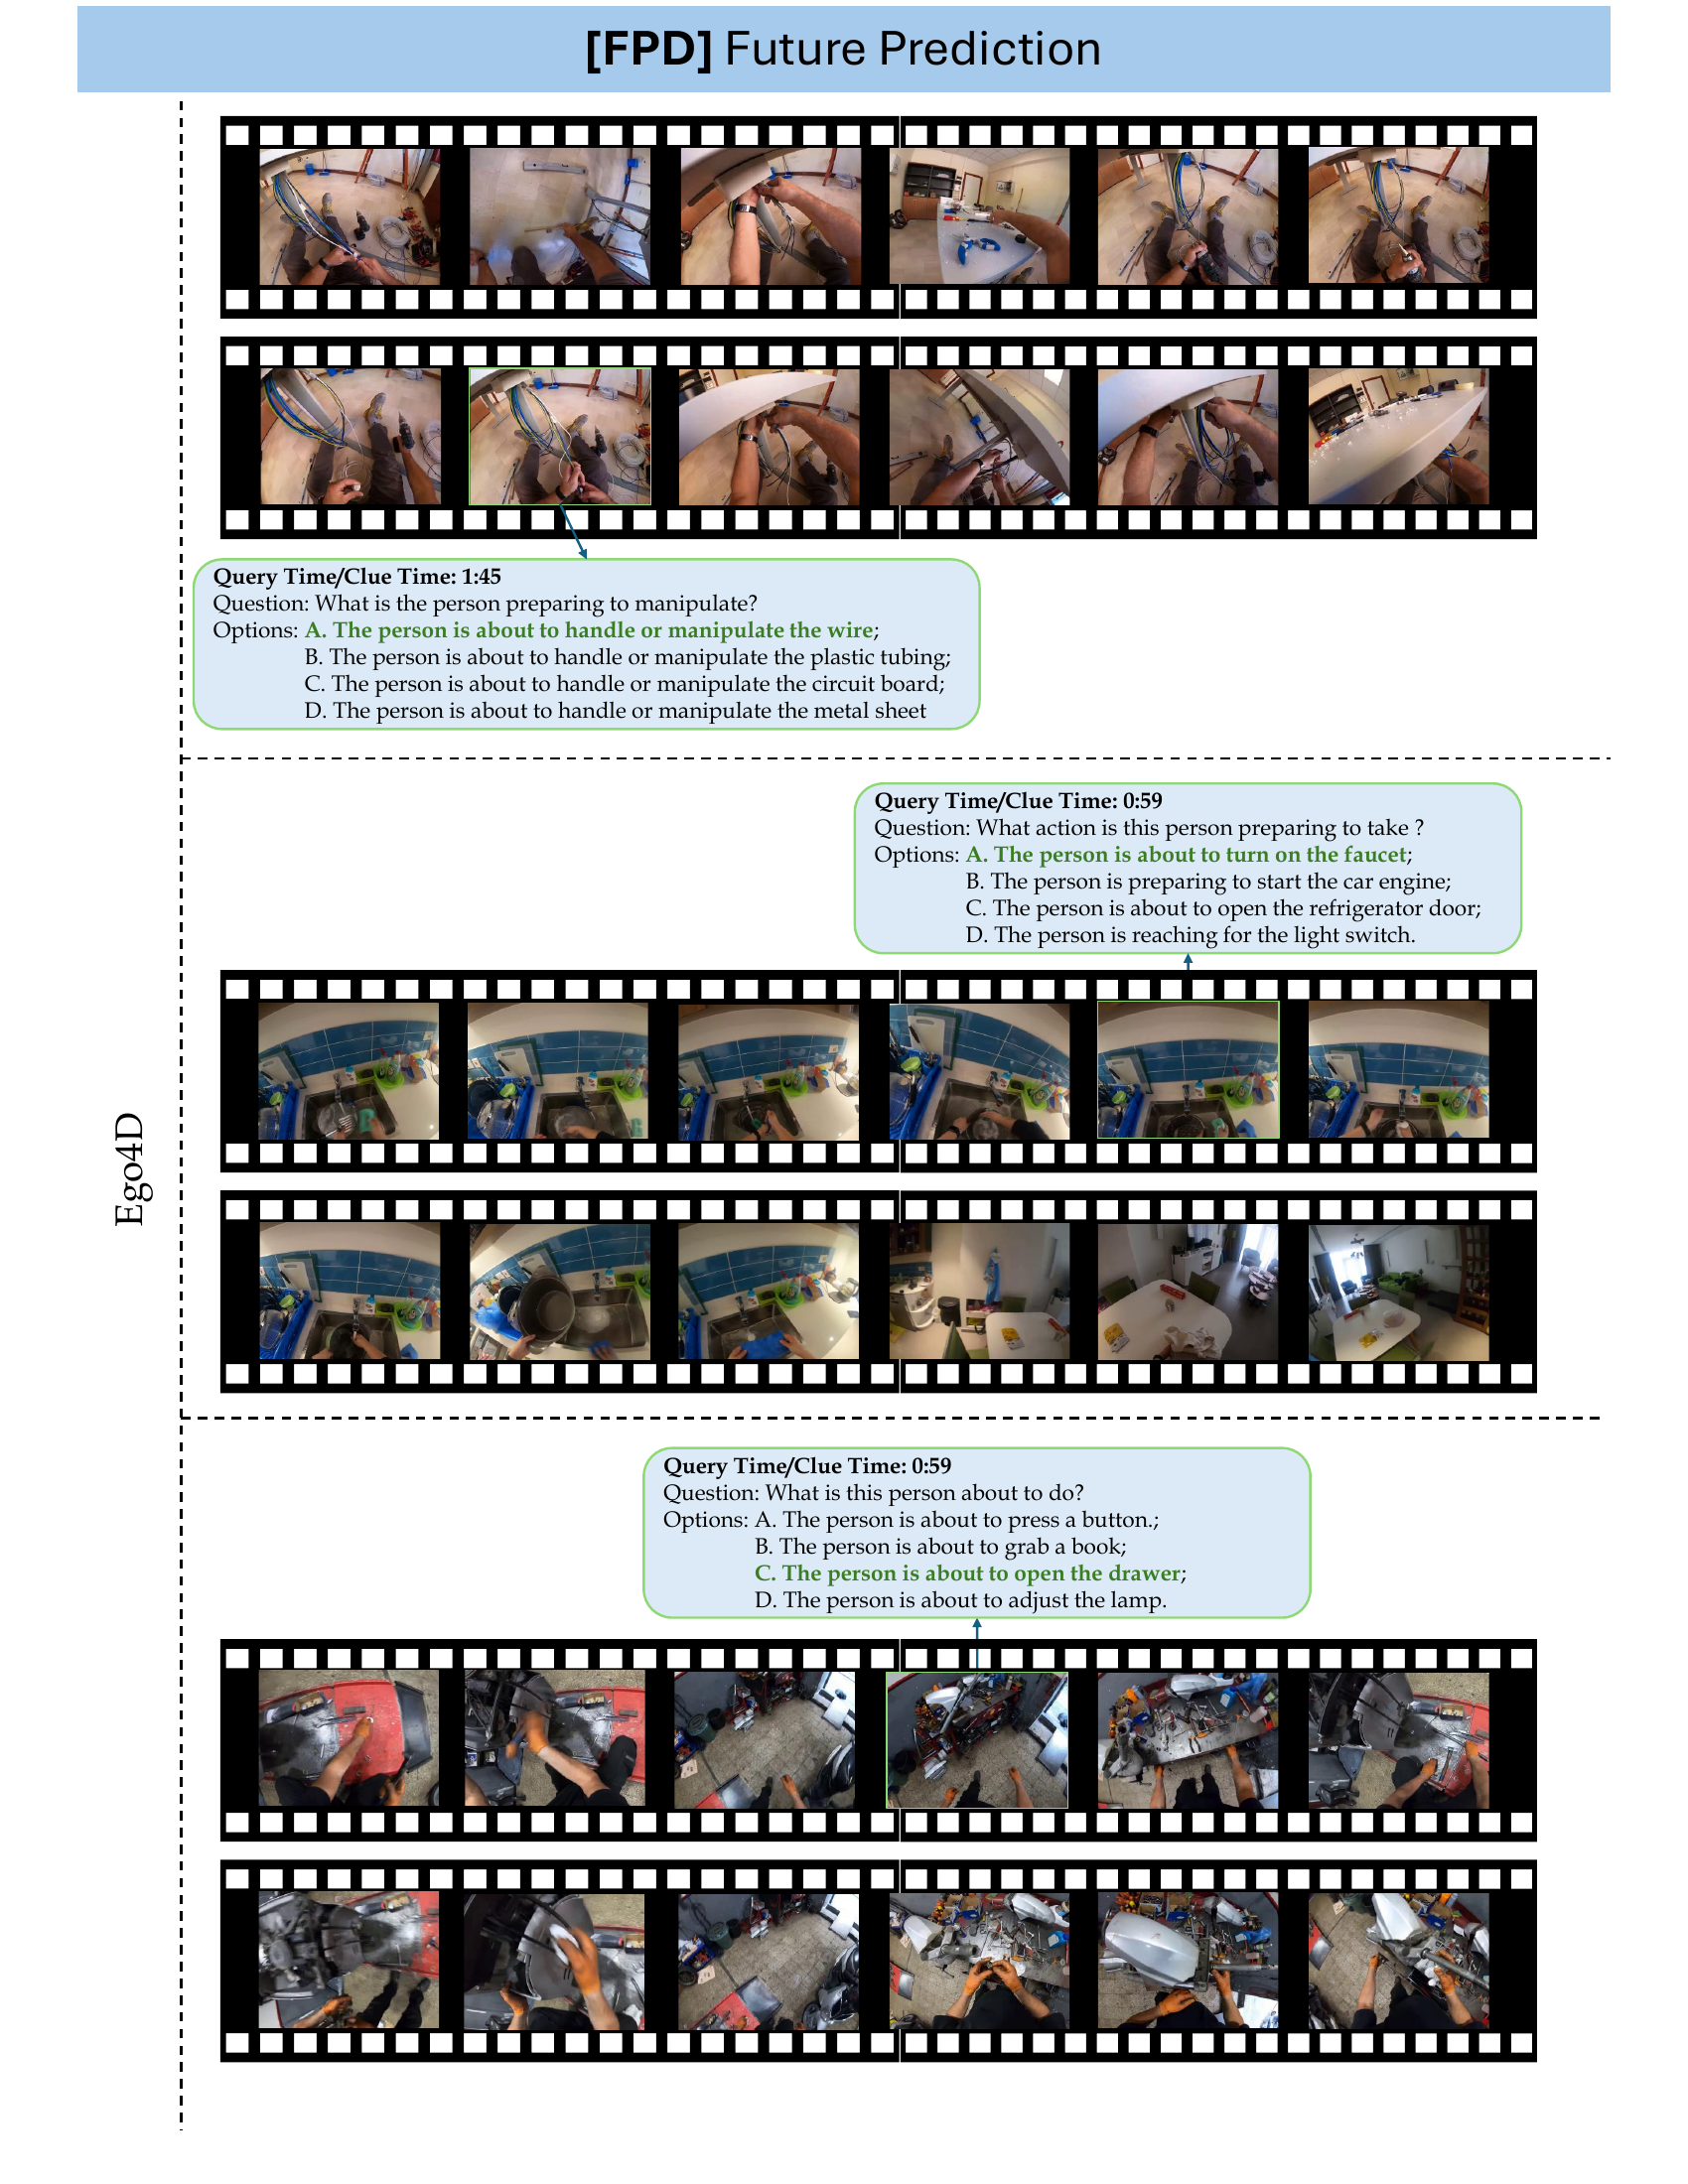 [FPD] Future Prediction
Query Time/Clue Time: 1:45
Question: What is the person preparing to manipulate?
Options: A. The person is about to handle or manipulate the wire;
B. The person is about to handle or manipulate the plastic tubing;
C. The person is about to handle or manipulate the circuit board;
D. The person is about to handle or manipulate the metal sheet
Query Time/Clue Time: 0:59
Question: What action is this person preparing to take ?
Options: A. The person is about to turn on the faucet;
B. The person is preparing to start the car engine;
C. The person is about to open the refrigerator door;
D. The person is reaching for the light switch.
Ego4D
Query Time/Clue Time: 0:59
Question: What is this person about to do?
Options: A. The person is about to press a button.;
B. The person is about to grab a book;
C. The person is about to open the drawer;
D. The person is about to adjust the lamp.